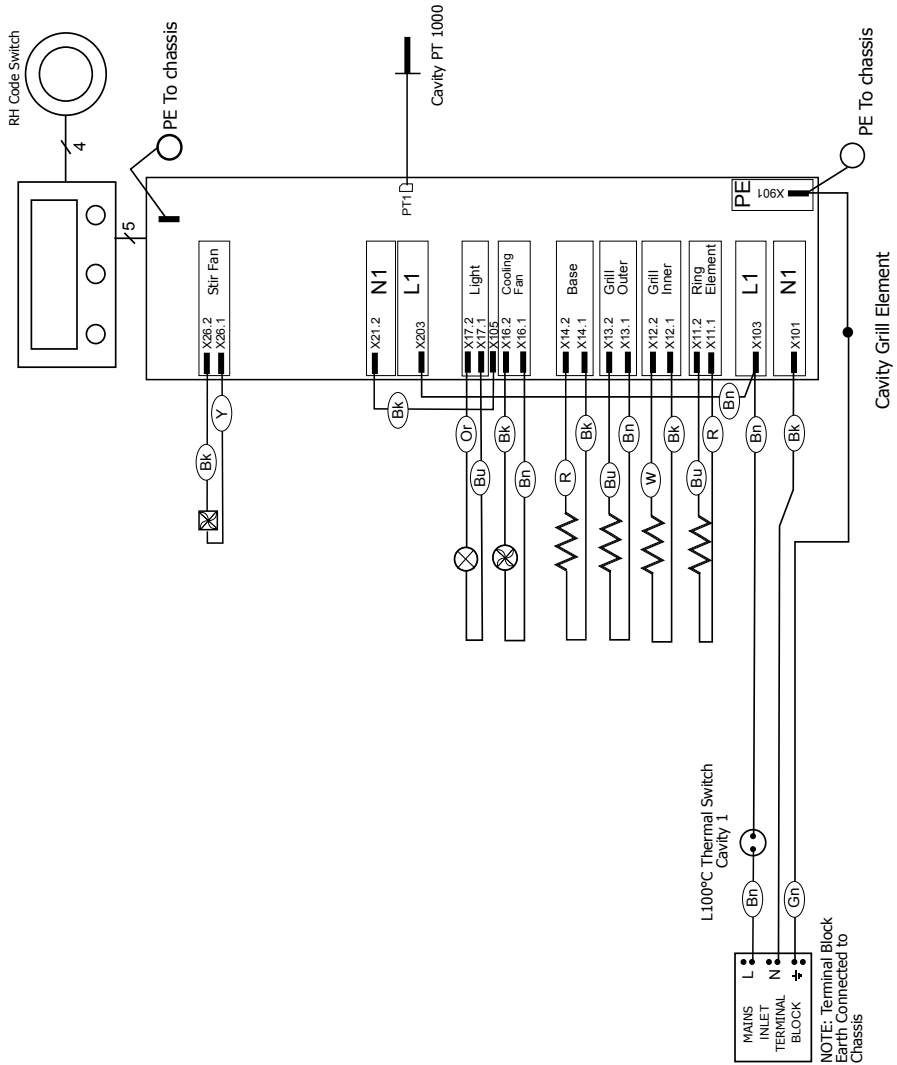 RH Code Switch
4
PE To chassis
5
Cavity PT 1000
PT1
PE To chassis
PE
X901
Stir Fan
X26.2
X26.1
N1
X21.2
L1
X203
Light
X17.2
X17.1
X105
Cooling
Fan
X16.2
X16.1
Base
X14.2
X14.1
Grill
Outer
X13.2
X13.1
Grill
Inner
X12.2
X12.1
Ring
Element
X11.2
X11.1
L1
X103
N1
X101
Cavity Grill Element
Bk
Y
Bk
Or
Bu
Bk
Bn
R
Bk
Bu
Bn
W
Bk
Bu
R
Bn
Bn
Bk
L100°C Thermal Switch
Cavity 1
Bn
Gn
MAINS
INLET
TERMINAL
BLOCK
L
N
NOTE: Terminal Block
Earth Connected to
Chassis